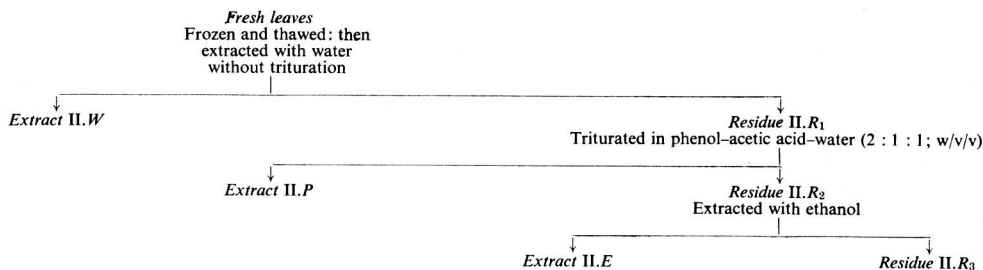 Fresh leaves
Frozen and thawed: then
extracted with water
without trituration
Extract II.W
Residue II.R₁
Triturated in phenol–acetic acid–water (2 : 1 : 1; w/v/v)
Extract II.P
Residue II.R₂
Extracted with ethanol
Extract II.E
Residue II.R₃